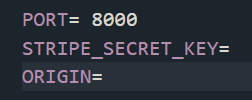 PORT= 8000
STRIPE_SECRET_KEY=
ORIGIN=